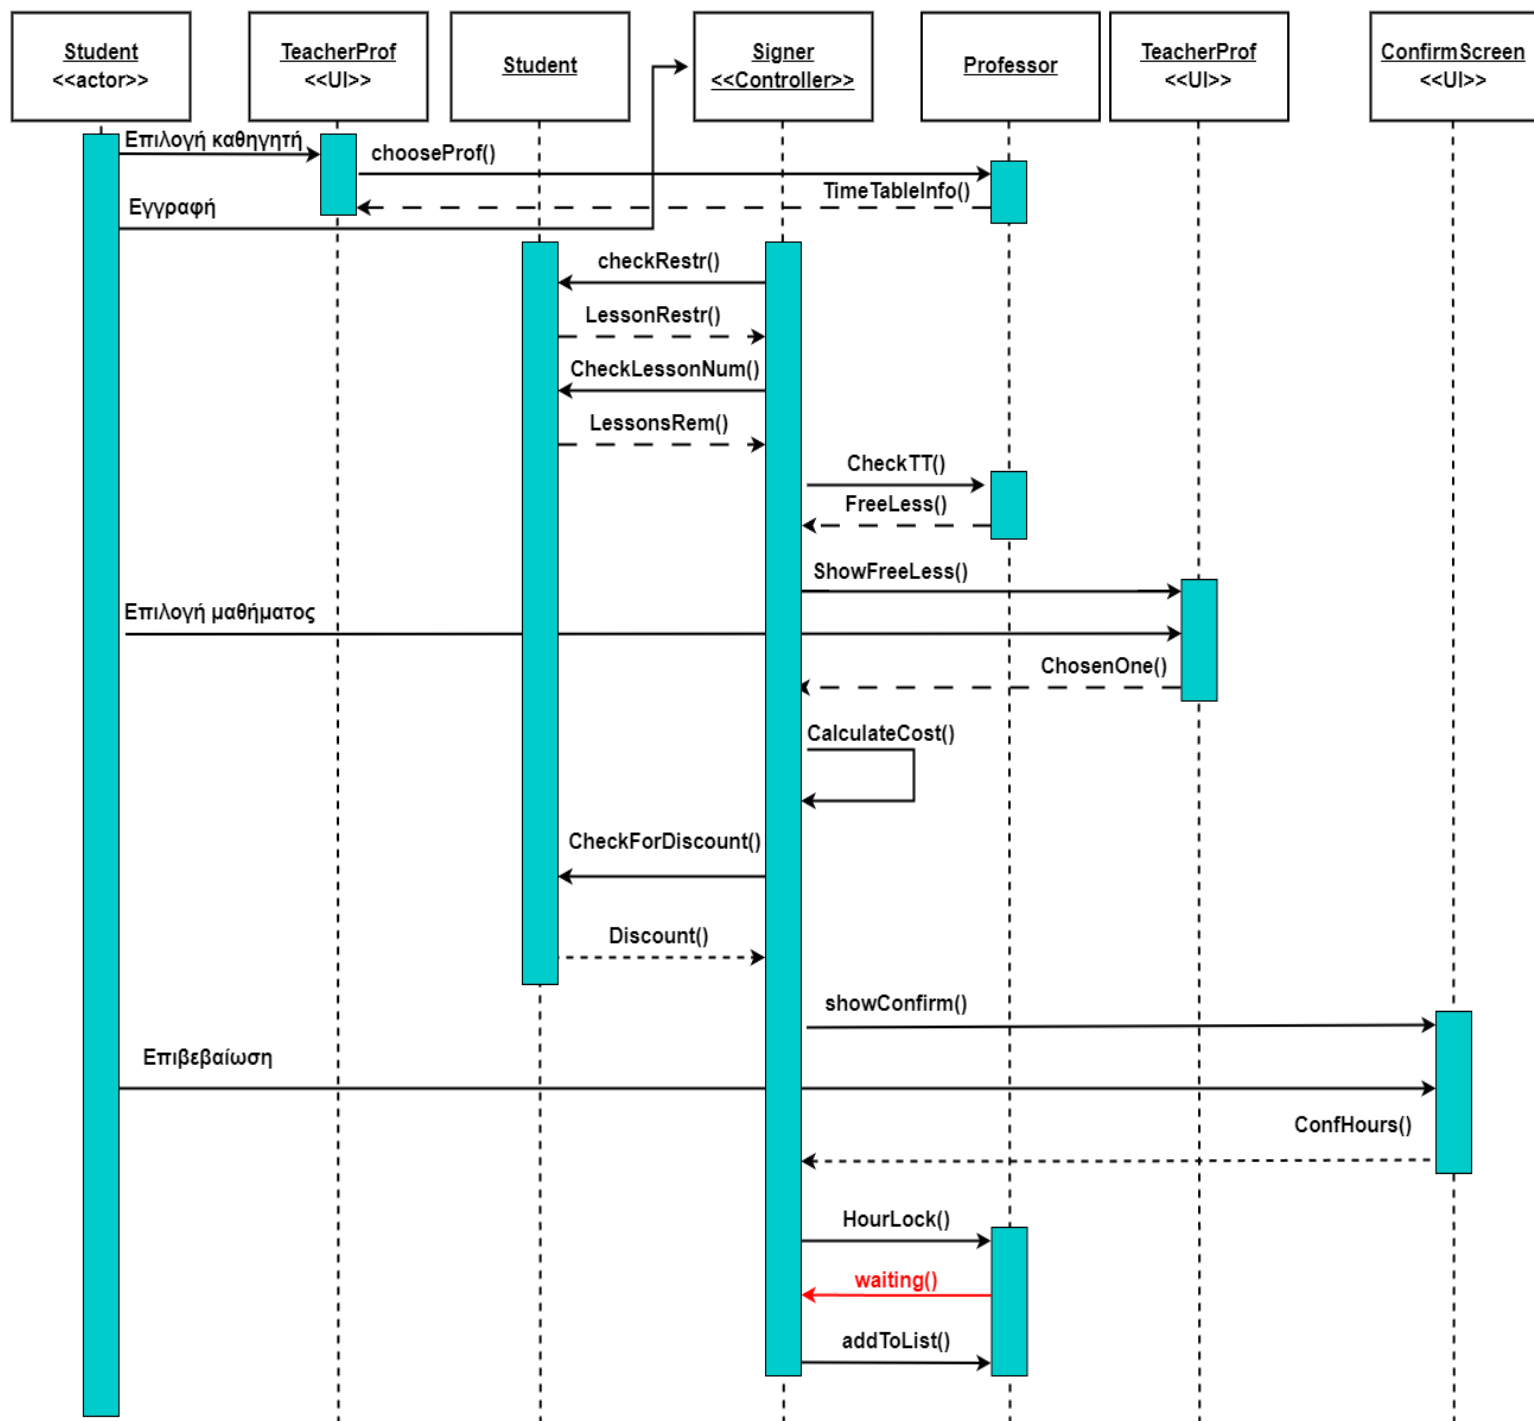 Student
<<actor>>
TeacherProf
<<UI>>
Student
Signer
<<Controller>>
Professor
TeacherProf
<<UI>>
ConfirmScreen
<<UI>>
Επιλογή καθηγητή
chooseProf()
TimeTableInfo()
Εγγραφή
checkRestr()
LessonRestr()
CheckLessonNum()
LessonsRem()
CheckTT()
FreeLess()
ShowFreeLess()
Επιλογή μαθήματος
ChosenOne()
CalculateCost()
CheckForDiscount()
Discount()
showConfirm()
Επιβεβαίωση
ConfHours()
HourLock()
waiting()
addToList()